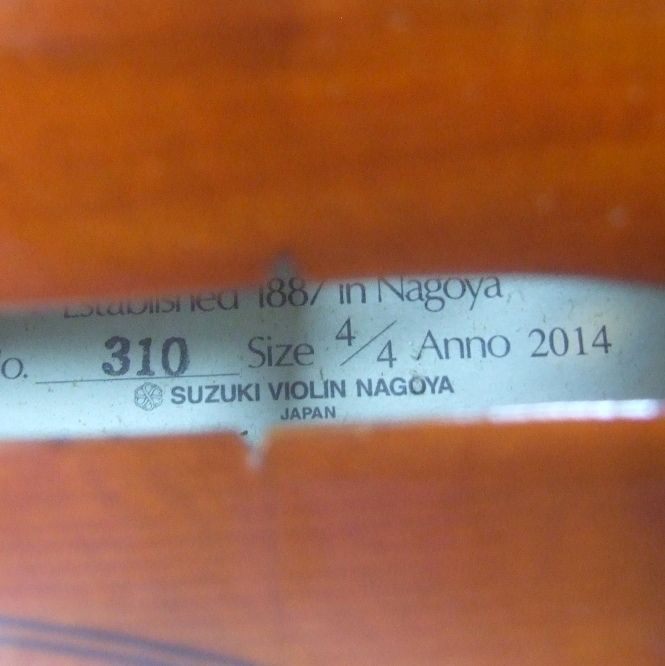 Established 1887 in Nagoya
o. 310 Size 4/4 Anno 2014
SUZUKI VIOLIN NAGOYA
JAPAN